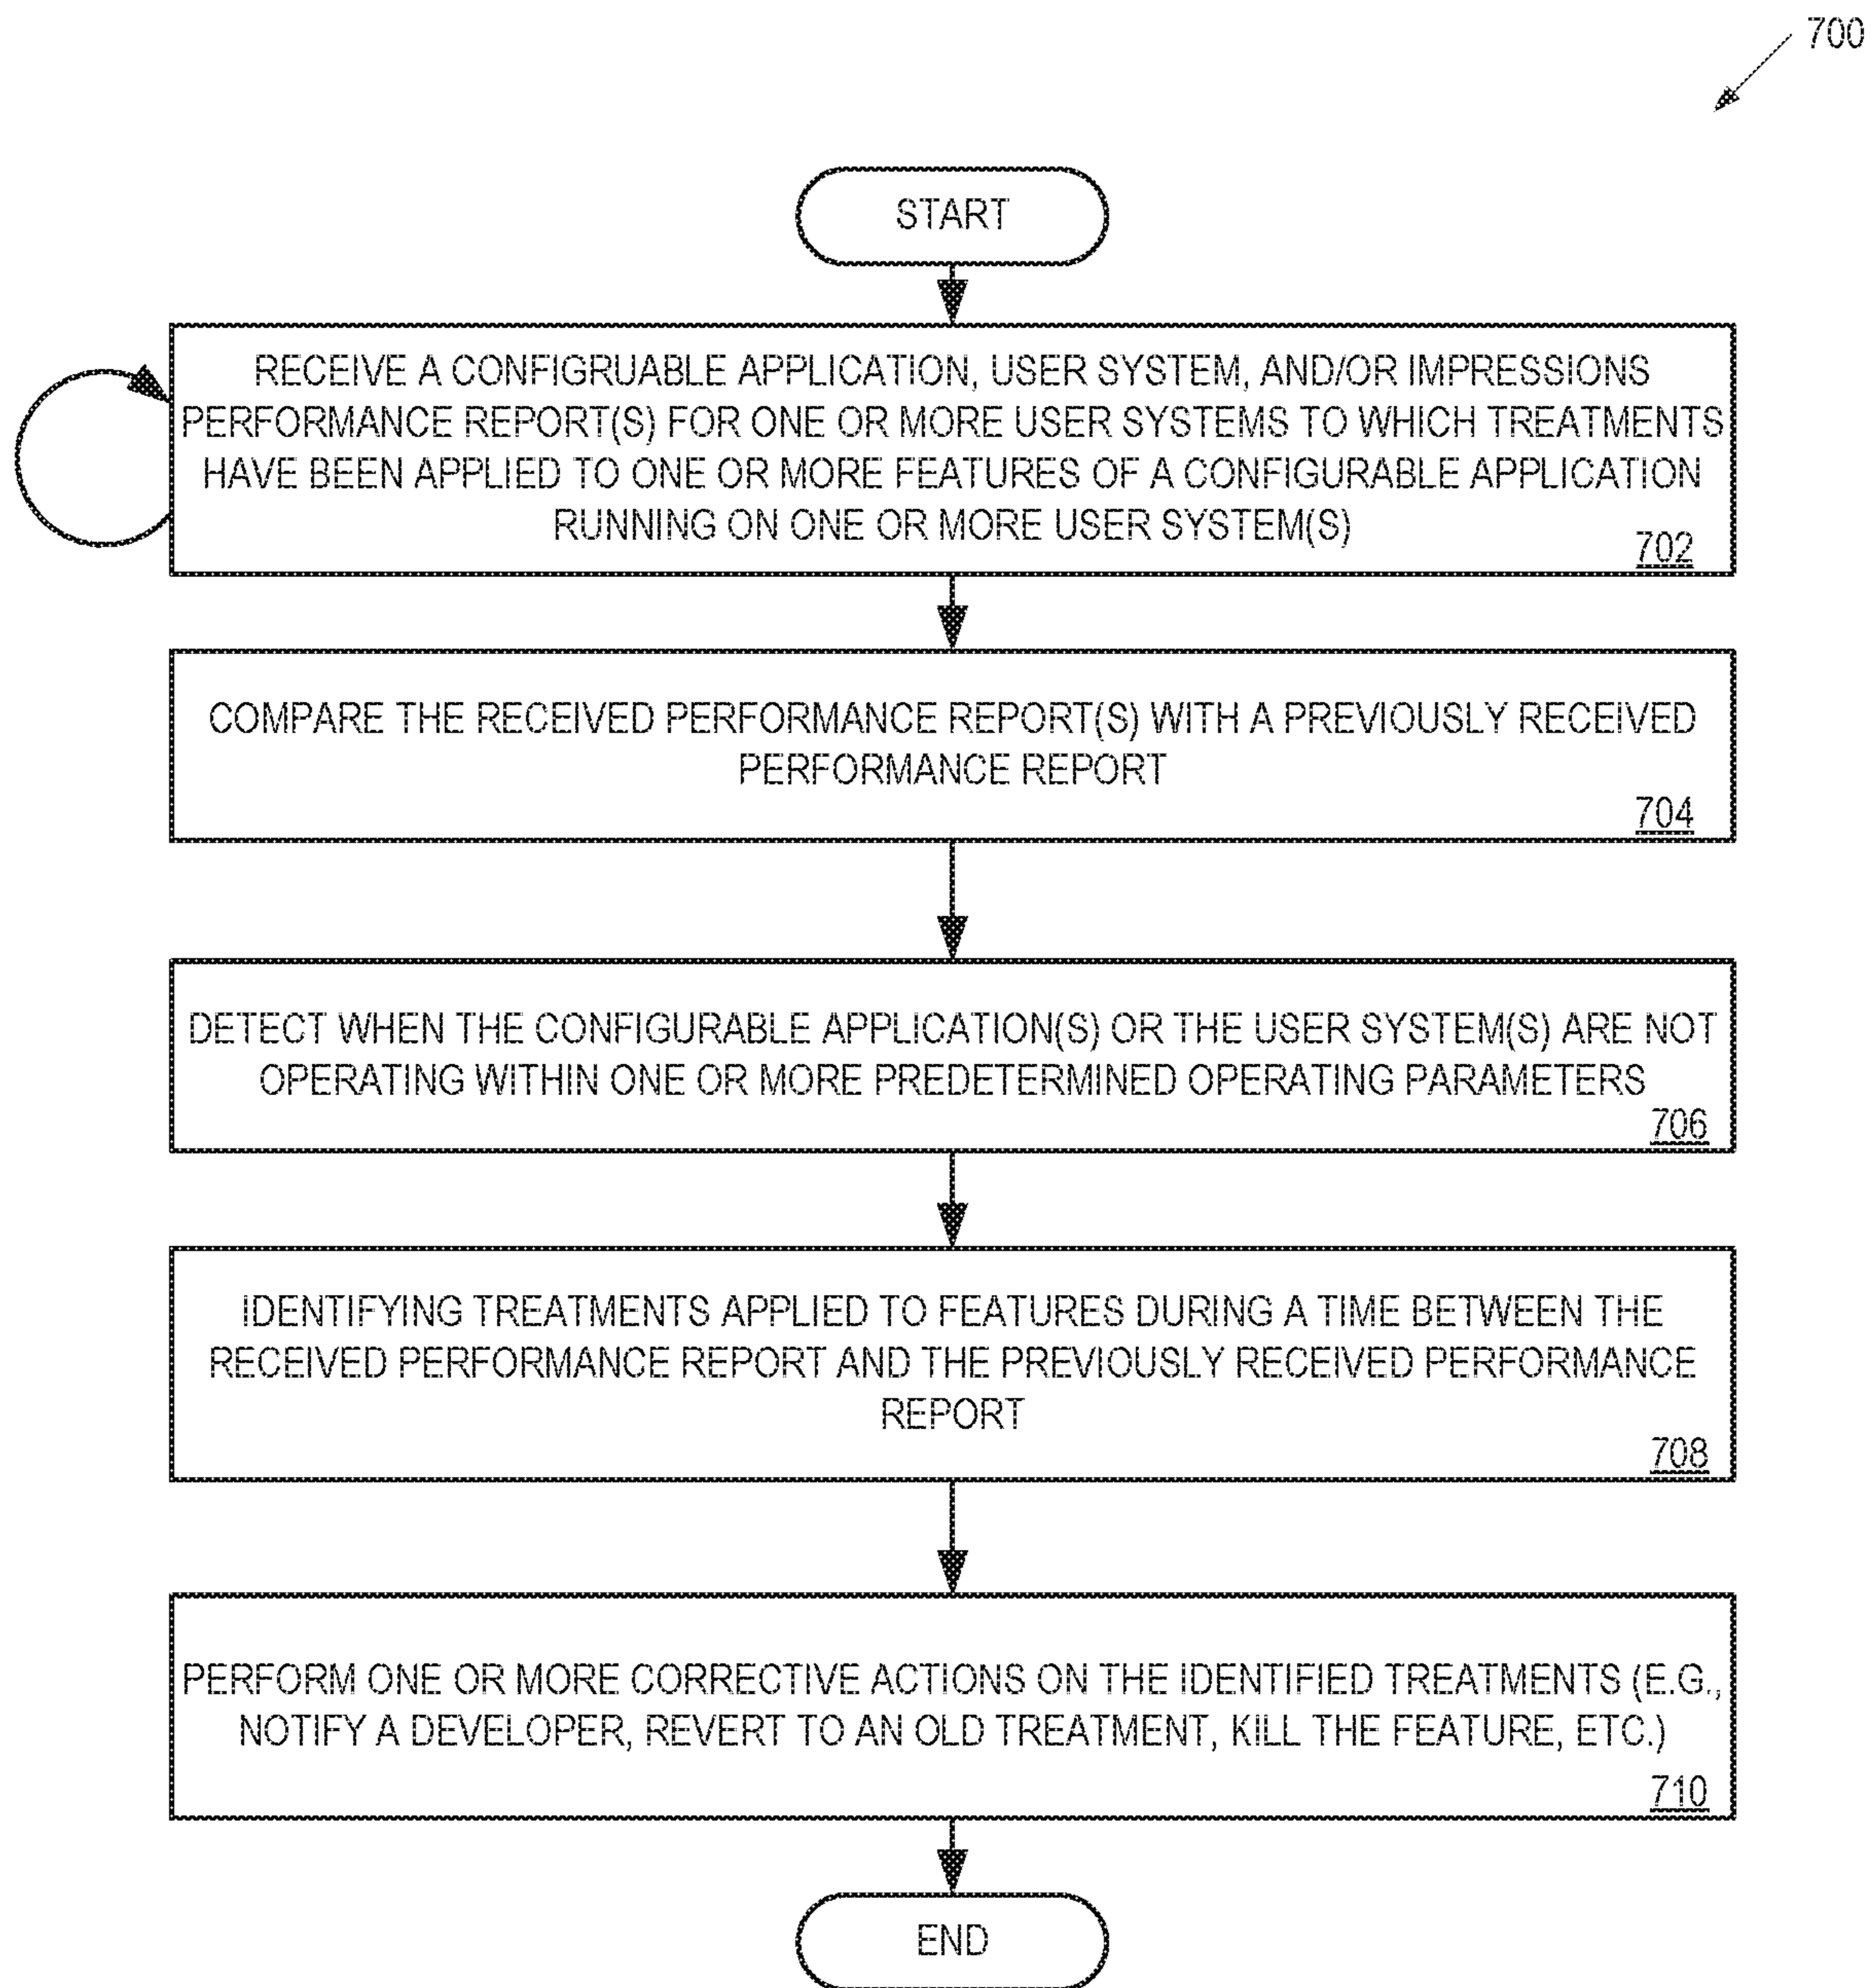 700
START
RECEIVE A CONFIGRUABLE APPLICATION, USER SYSTEM, AND/OR IMPRESSIONS
PERFORMANCE REPORT(S) FOR ONE OR MORE USER SYSTEMS TO WHICH TREATMENTS
HAVE BEEN APPLIED TO ONE OR MORE FEATURES OF A CONFIGURABLE APPLICATION
RUNNING ON ONE OR MORE USER SYSTEM(S)
702
COMPARE THE RECEIVED PERFORMANCE REPORT(S) WITH A PREVIOUSLY RECEIVED
PERFORMANCE REPORT
704
DETECT WHEN THE CONFIGURABLE APPLICATION(S) OR THE USER SYSTEM(S) ARE NOT
OPERATING WITHIN ONE OR MORE PREDETERMINED OPERATING PARAMETERS
706
IDENTIFYING TREATMENTS APPLIED TO FEATURES DURING A TIME BETWEEN THE
RECEIVED PERFORMANCE REPORT AND THE PREVIOUSLY RECEIVED PERFORMANCE
REPORT
708
PERFORM ONE OR MORE CORRECTIVE ACTIONS ON THE IDENTIFIED TREATMENTS (E.G.,
NOTIFY A DEVELOPER, REVERT TO AN OLD TREATMENT, KILL THE FEATURE, ETC.)
710
END